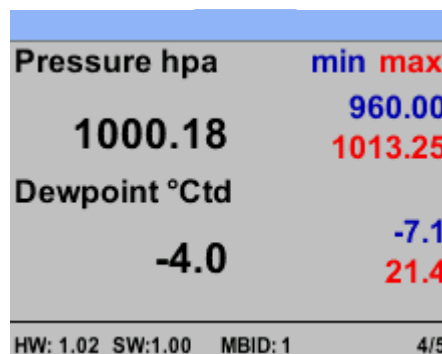 Pressure hpa min max
960.00
1000.18
1013.25
Dewpoint °Ctd
-7.1
-4.0
21.4
HW: 1.02 SW:1.00 MBID: 1 4/5